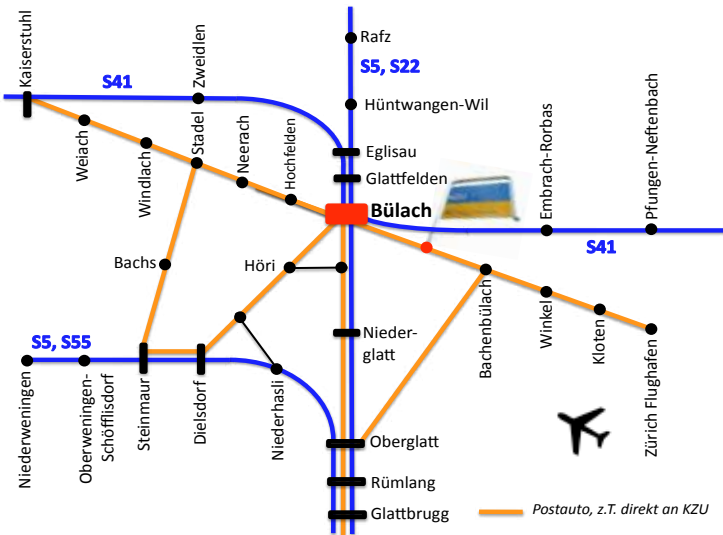 Kaiserstuhl
S41
Zweidlen
Rafz
S5, S22
Hüntwangen-Wil
Weiach
Windlach
Stadel
Neerach
Hochfelden
Eglisau
Glattfelden
Bülach
Embrach-Rorbas
Pfungen-Neftenbach
S41
Bachs
Höri
S5, S55
Nieder-
glatt
Bachenbülach
Winkel
Kloten
Zürich Flughafen
Niederweningen
Oberweningen-
Schöfflisdorf
Steinmaur
Dielsdorf
Niederhasli
Oberglatt
Rümlang
Glattbrugg
Postauto, z.T. direkt an KZU